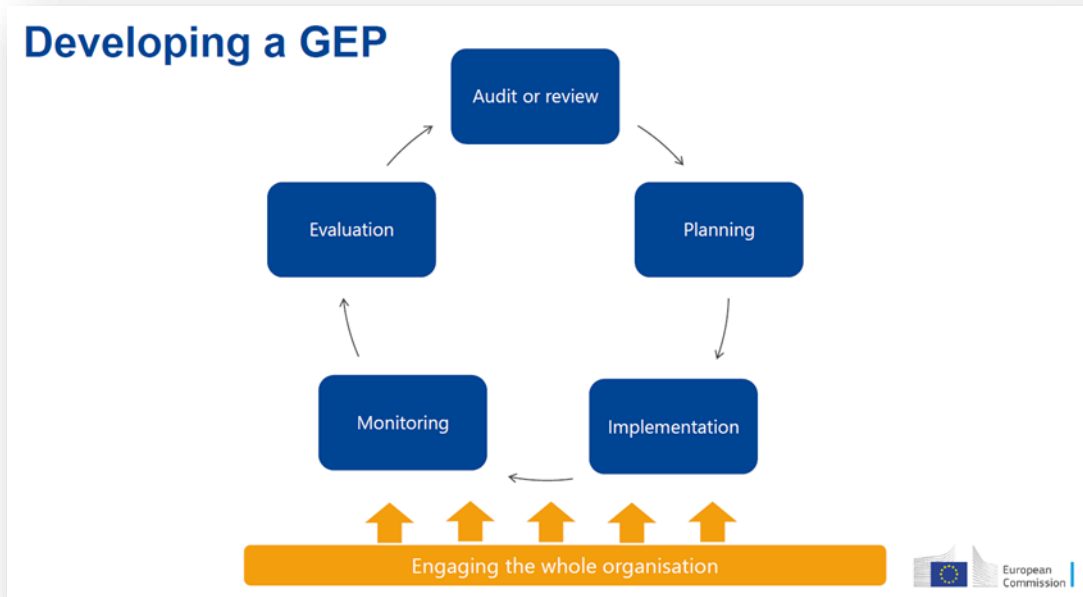 Developing a GEP
Audit or review
Evaluation
Planning
Monitoring
Implementation
Engaging the whole organisation
European
Commission